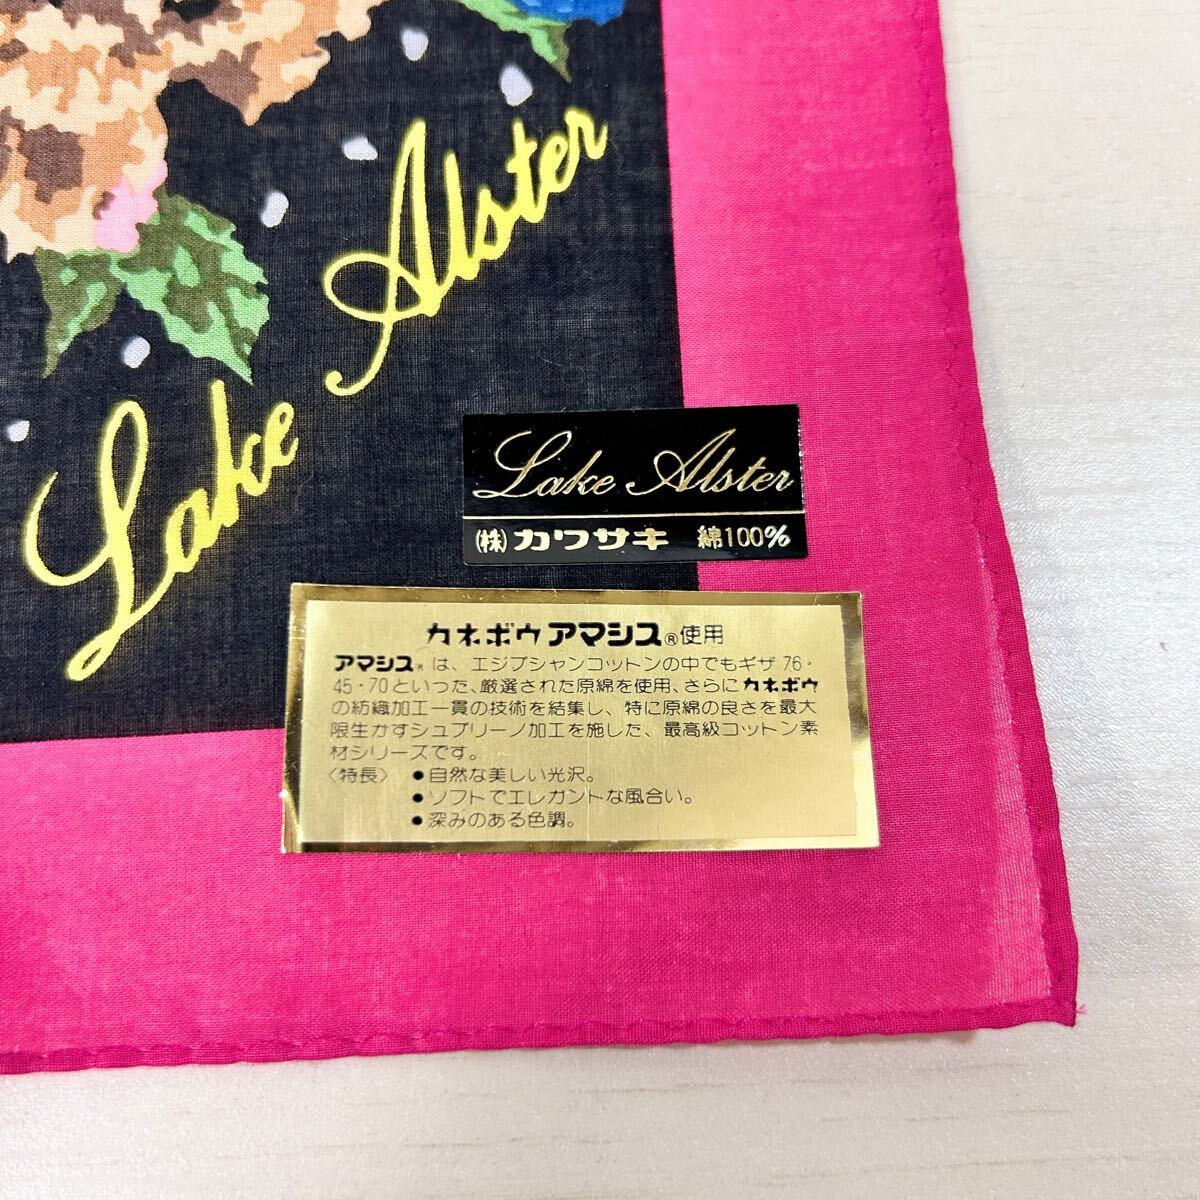 Lake Alster
Lake Alster
(株)カワサキ 綿100%
カネボウアマシス®使用
アマシス®は、エジプシャンコットンの中でもギザ76・
45・70といった、厳選された原綿を使用、さらにカネボウ
の紡織加工一貫の技術を結集し、特に原綿の良さを最大
限生かすシュプリーノ加工を施した、最高級コットン素
材シリーズです。
〈特長〉 ●自然な美しい光沢。
●ソフトでエレガントな風合い。
●深みのある色調。